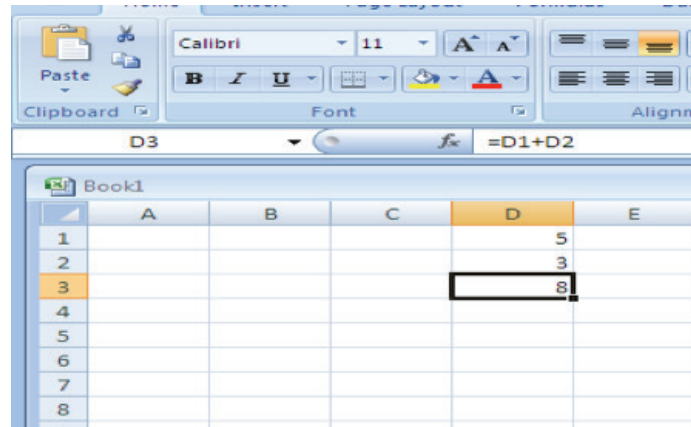 Calibri 11 A A
Paste B I U A
Clipboard Font Alignm
D3 fx =D1+D2
Book1
A B C D E
1 5
2 3
3 8
4
5
6
7
8